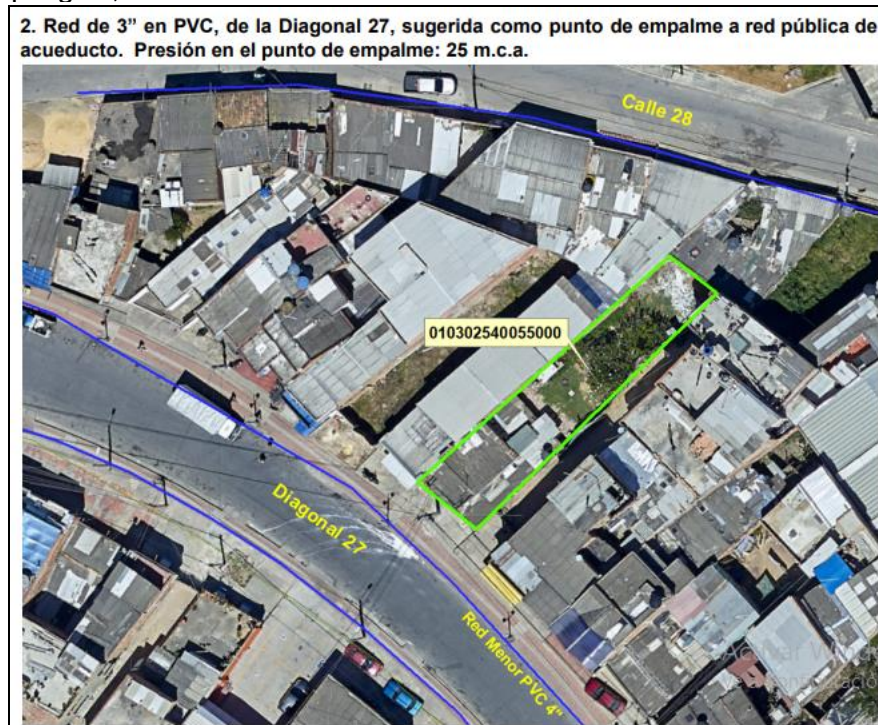 2. Red de 3” en PVC, de la Diagonal 27, sugerida como punto de empalme a red pública de
acueducto. Presión en el punto de empalme: 25 m.c.a.
Calle 28
010302540055000
Diagonal 27
Red Menor PVC 4"